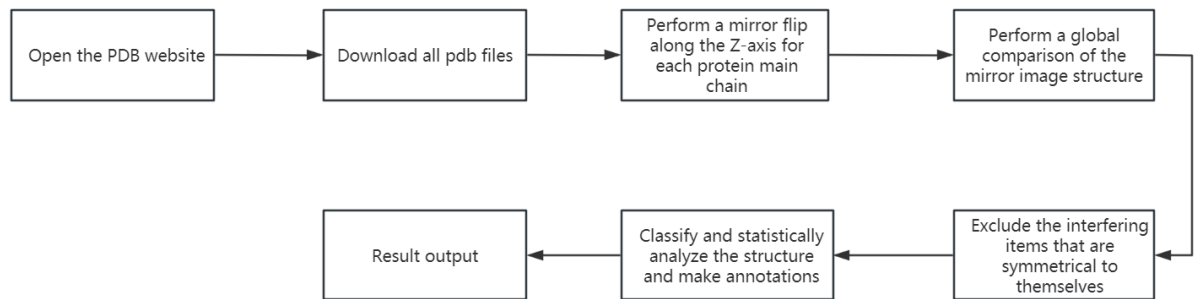 Open the PDB website
Download all pdb files
Perform a mirror flip
along the Z-axis for
each protein main
chain
Perform a global
comparison of the
mirror image structure
Exclude the interfering
items that are
symmetrical to
themselves
Classify and statistically
analyze the structure
and make annotations
Result output